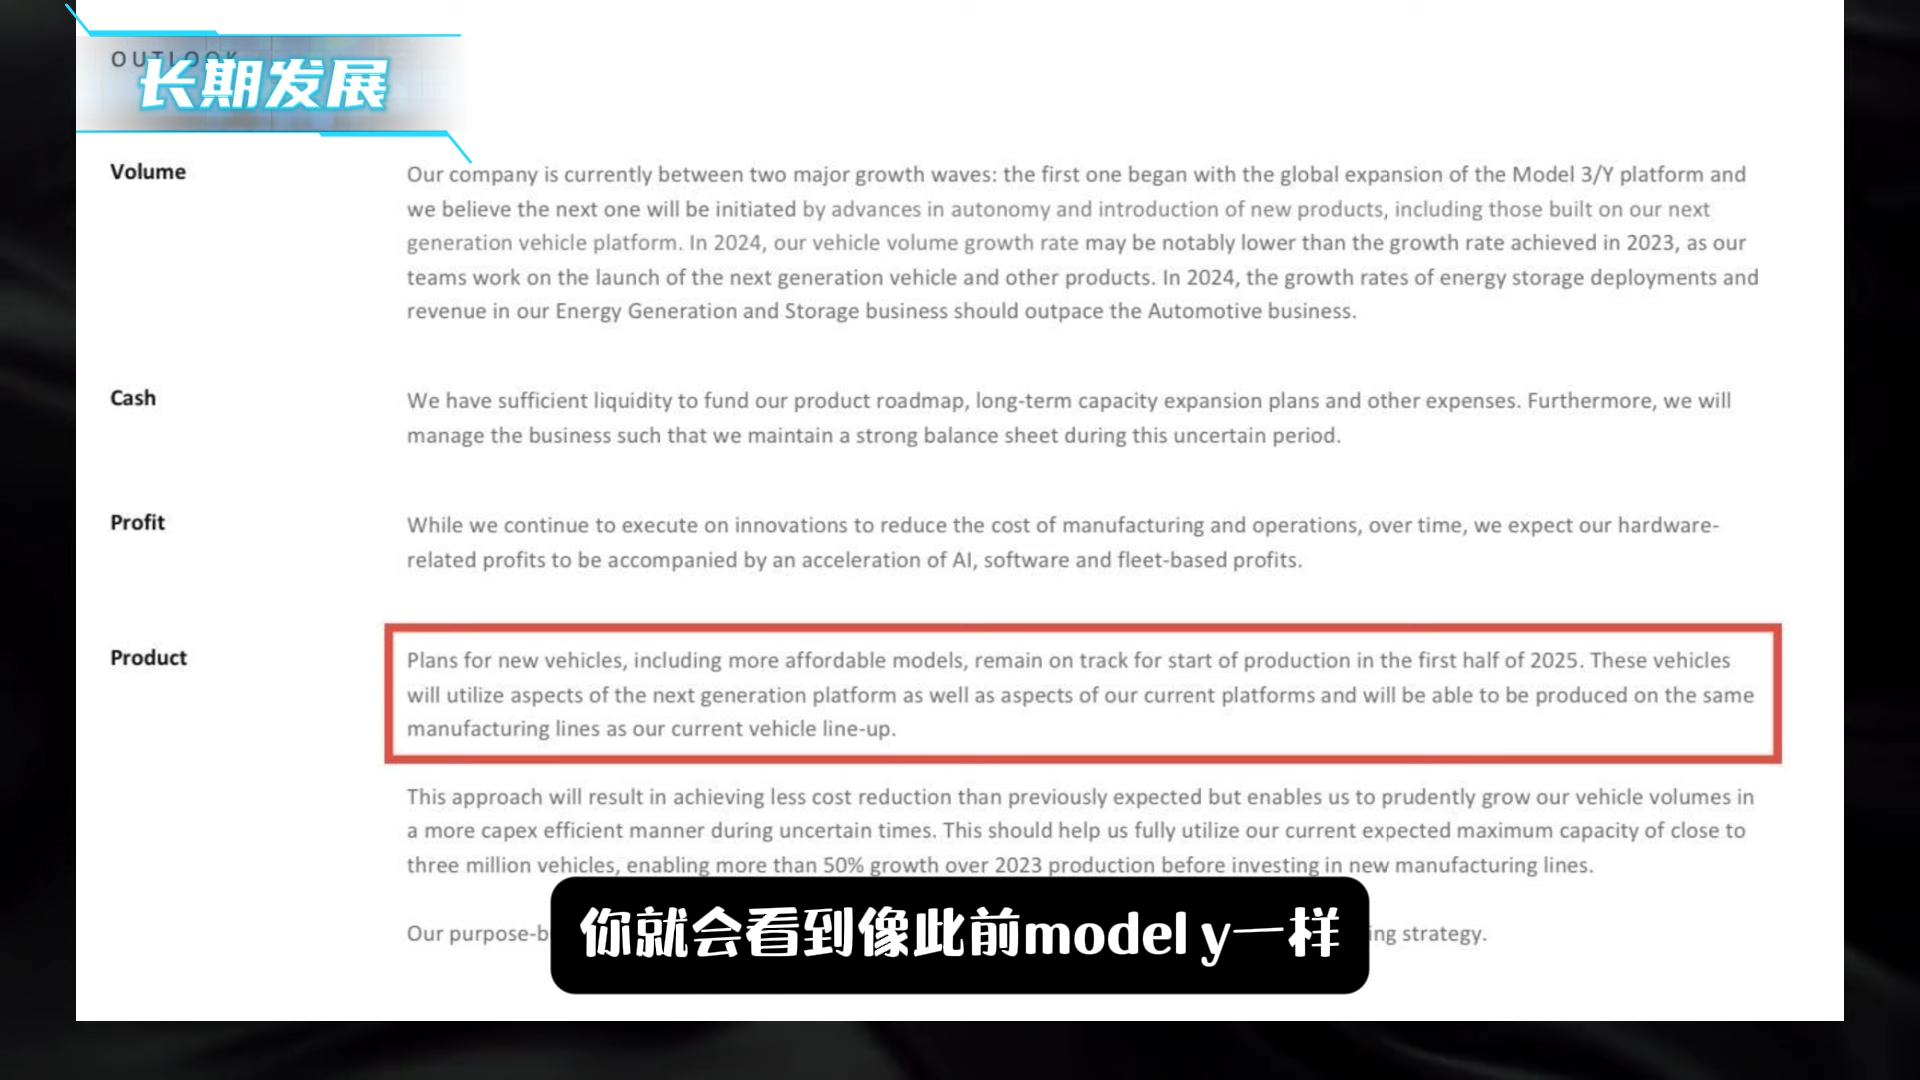 OUTLOOK
长期发展
Volume
Our company is currently between two major growth waves: the first one began with the global expansion of the Model 3/Y platform and
we believe the next one will be initiated by advances in autonomy and introduction of new products, including those built on our next
generation vehicle platform. In 2024, our vehicle volume growth rate may be notably lower than the growth rate achieved in 2023, as our
teams work on the launch of the next generation vehicle and other products. In 2024, the growth rates of energy storage deployments and
revenue in our Energy Generation and Storage business should outpace the Automotive business.
Cash
We have sufficient liquidity to fund our product roadmap, long-term capacity expansion plans and other expenses. Furthermore, we will
manage the business such that we maintain a strong balance sheet during this uncertain period.
Profit
While we continue to execute on innovations to reduce the cost of manufacturing and operations, over time, we expect our hardware-
related profits to be accompanied by an acceleration of AI, software and fleet-based profits.
Product
Plans for new vehicles, including more affordable models, remain on track for start of production in the first half of 2025. These vehicles
will utilize aspects of the next generation platform as well as aspects of our current platforms and will be able to be produced on the same
manufacturing lines as our current vehicle line-up.
This approach will result in achieving less cost reduction than previously expected but enables us to prudently grow our vehicle volumes in
a more capex efficient manner during uncertain times. This should help us fully utilize our current expected maximum capacity of close to
three million vehicles, enabling more than 50% growth over 2023 production before investing in new manufacturing lines.
Our purpose-b ing strategy.
你就会看到像此前model y一样